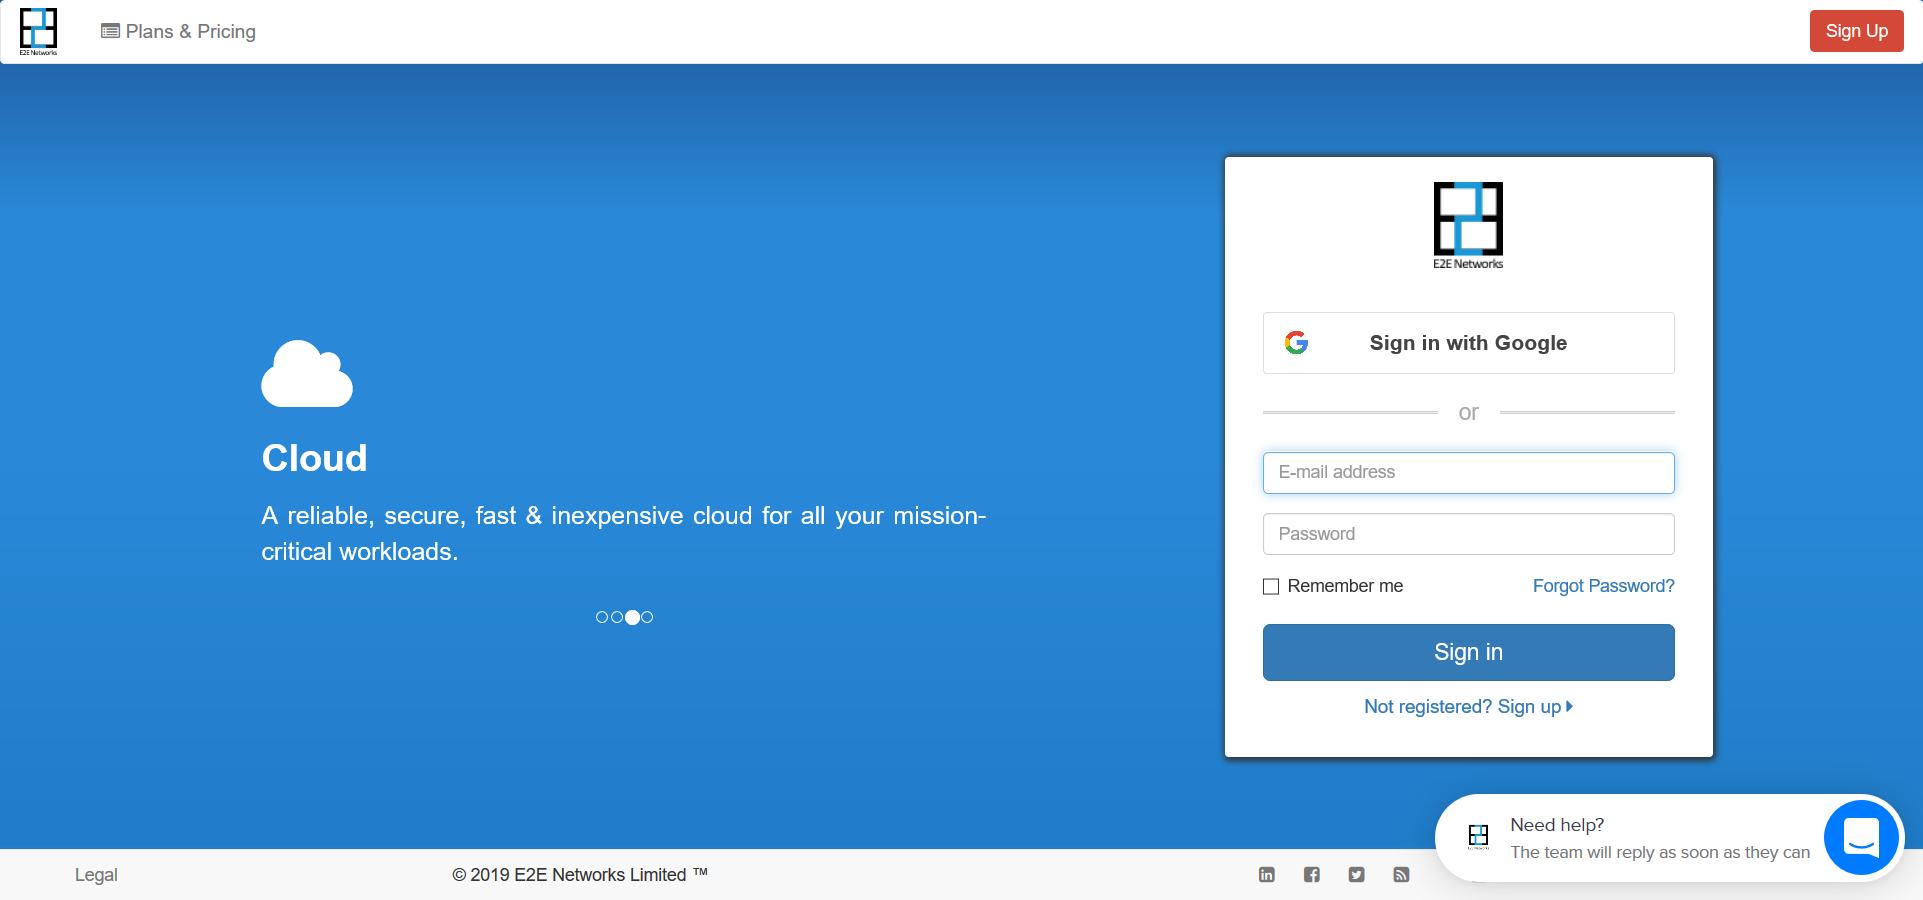 E2E Networks
Plans & Pricing
Sign Up
E2E Networks
Sign in with Google
or
E-mail address
Password
Remember me
Forgot Password?
Sign in
Not registered? Sign up
Cloud
A reliable, secure, fast & inexpensive cloud for all your mission-
critical workloads.
Need help?
The team will reply as soon as they can
Legal
© 2019 E2E Networks Limited ™